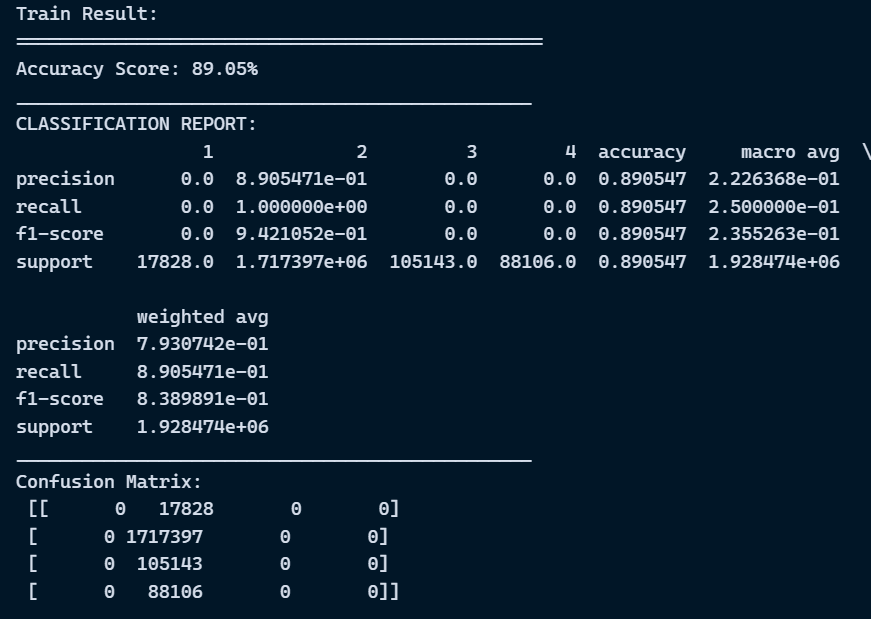 Train Result:
================================================
Accuracy Score: 89.05%
_______________________________________________
CLASSIFICATION REPORT:
                 1             2         3        4  accuracy     macro avg  \
precision      0.0  8.905471e-01       0.0      0.0  0.890547  2.226368e-01
recall         0.0  1.000000e+00       0.0      0.0  0.890547  2.500000e-01
f1-score       0.0  9.421052e-01       0.0      0.0  0.890547  2.355263e-01
support    17828.0  1.717397e+06  105143.0  88106.0  0.890547  1.928474e+06
           weighted avg
precision  7.930742e-01
recall     8.905471e-01
f1-score   8.389891e-01
support    1.928474e+06
_______________________________________________
Confusion Matrix:
 [[      0   17828       0       0]
 [      0 1717397       0       0]
 [      0  105143       0       0]
 [      0   88106       0       0]]